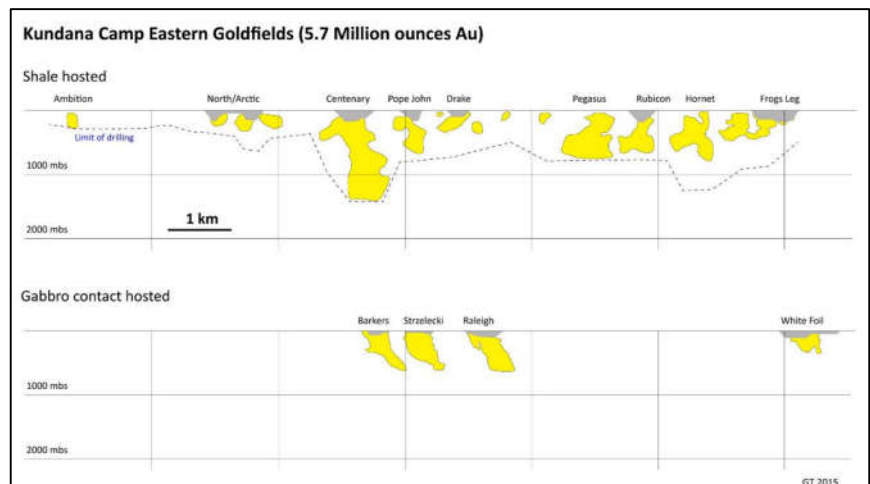 Kundana Camp Eastern Goldfields (5.7 Million ounces Au)
Shale hosted
Ambition North/Arctic Centenary Pope John Drake Pegasus Rubicon Hornet Frogs Leg
Limit of drilling
1000 mbs
1 km
2000 mbs
Gabbro contact hosted
Barkers Strzelecki Raleigh White Foil
1000 mbs
2000 mbs
GT 2015